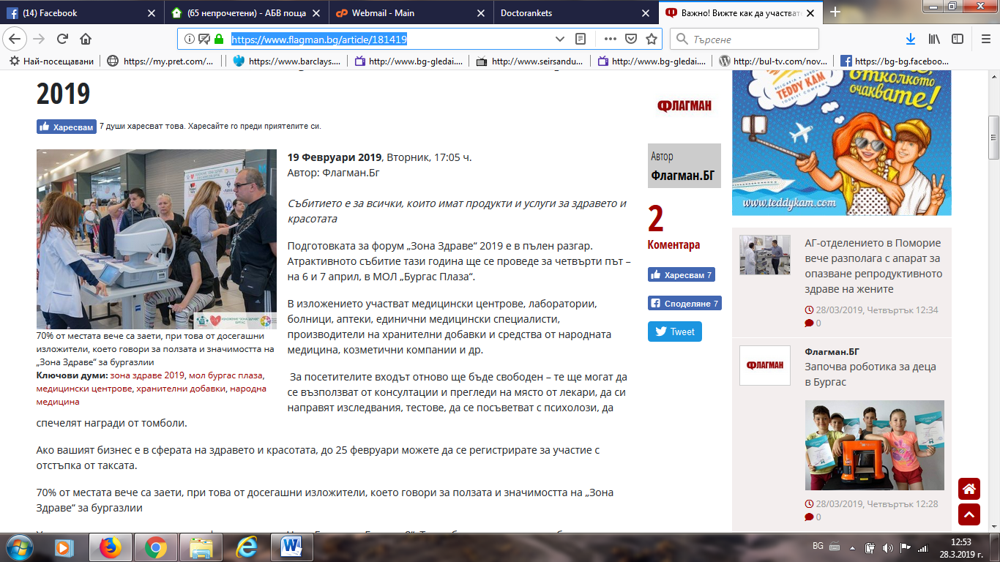 (14) Facebook
(65 непрочетени) - АБВ поща
Webmail - Main
Doctorankets
Важно! Вижте как да участват
https://www.flagman.bg/article/181419
Търсене
Най-посещавани
https://my.pret.com/...
https://www.barclays....
http://www.bg-gledai....
http://www.seirsandu...
http://www.bg-gledai....
http://bul-tv.com/nov...
https://bg-bg.faceboo...
2019
Харесвам
7 души харесват това. Харесайте го преди приятелите си.
19 Февруари 2019, Вторник, 17:05 ч.
Автор: Флагман.Бг
Събитието е за всички, които имат продукти и услуги за здравето и
красотата
Подготовката за форум „Зона Здраве“ 2019 е в пълен разгар.
Атрактивното събитие тази година ще се проведе за четвърти път –
на 6 и 7 април, в МОЛ „Бургас Плаза“.
В изложението участват медицински центрове, лаборатории,
болници, аптеки, единични медицински специалисти,
производители на хранителни добавки и средства от народната
медицина, козметични компании и др.
За посетителите входът отново ще бъде свободен – те ще могат да
се възползват от консултации и прегледи на място от лекари, да си
направят изследвания, тестове, да се посъветват с психолози, да
спечелят награди от томболи.
70% от местата вече са заети, при това от досегашни
изложители, което говори за ползата и значимостта на
„Зона Здраве“ за бургазлии
Ключови думи: зона здраве 2019, мол бургас плаза,
медицински центрове, хранителни добавки, народна
медицина
Ако вашият бизнес е в сферата на здравето и красотата, до 25 февруари можете да се регистрирате за участие с
отстъпка от таксата.
70% от местата вече са заети, при това от досегашни изложители, което говори за ползата и значимостта на „Зона
Здраве“ за бургазлии
ФЛАГМАН
Автор
Флагман.БГ
2
Коментара
Харесвам 7
Споделяне 7
Tweet
отколкото
очаквате!
TEDDY KAM
www.teddykam.com
АГ-отделението в Поморие
вече разполага с апарат за
опазване репродуктивното
здраве на жените
28/03/2019, Четвъртък 12:34
0
ФЛАГМАН
Флагман.БГ
Започва роботика за деца
в Бургас
28/03/2019, Четвъртък 12:28
0
BG
12:53
28.3.2019 г.